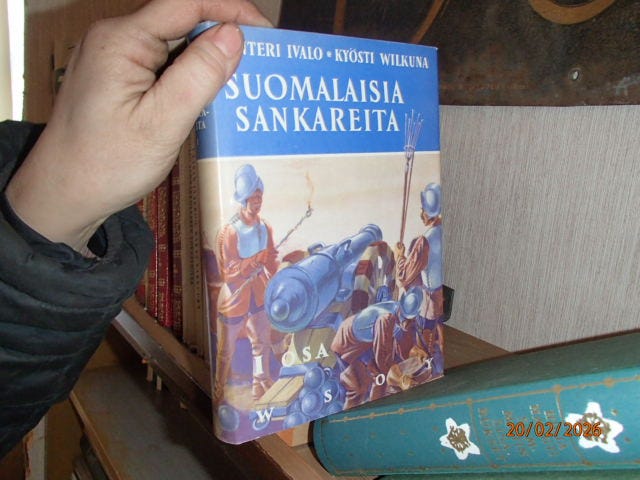 NTERI IVALO * KYÖSTI WILKUNA
SUOMALAISIA
SANKAREITA
I OSA
W S O Y
20/02/2026